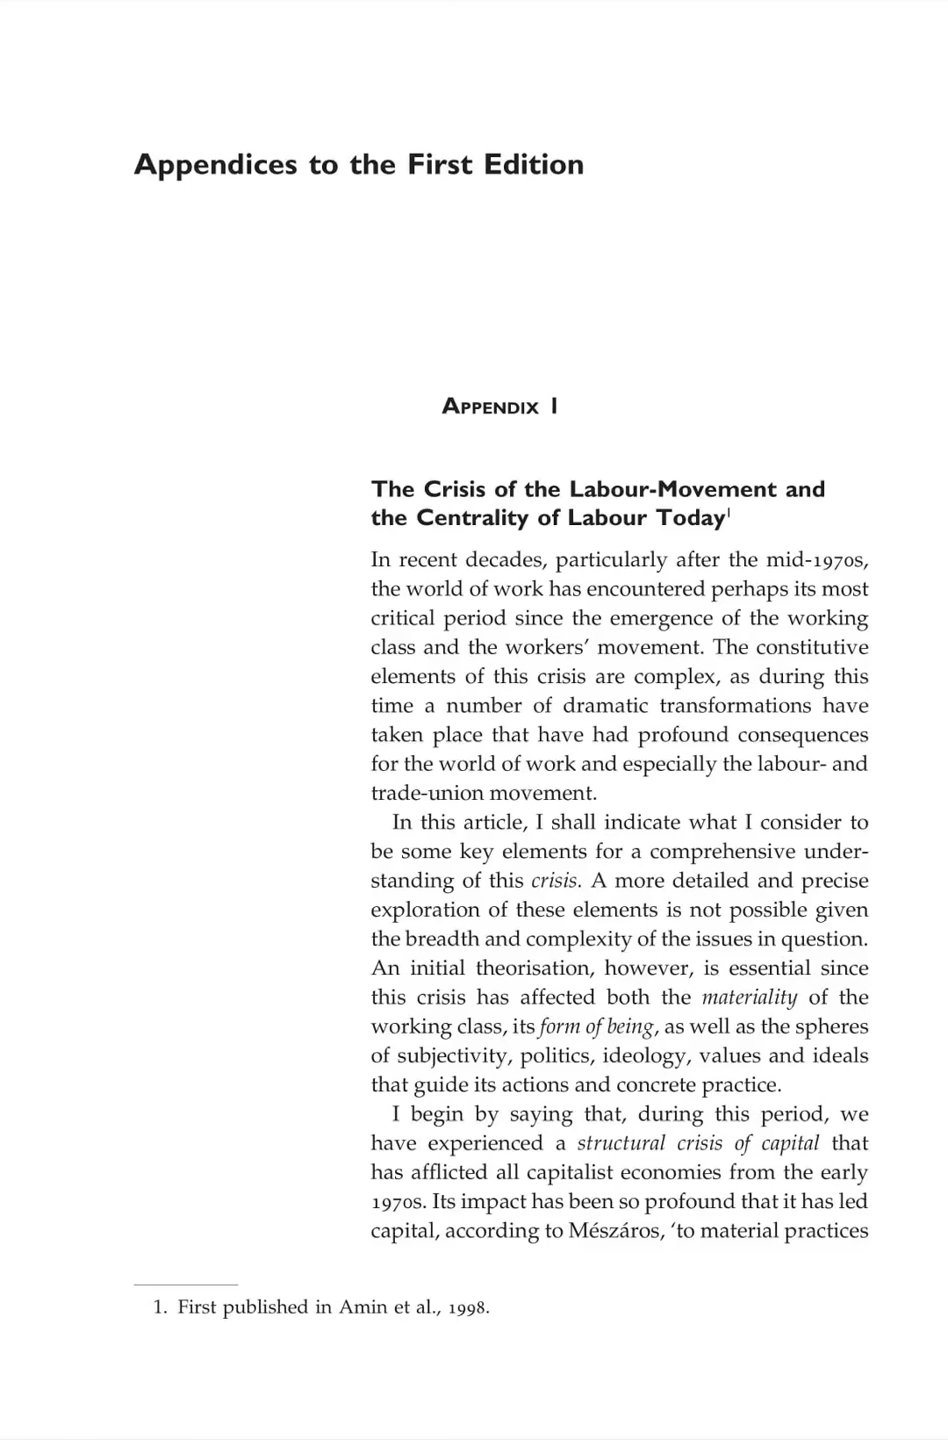 Appendices to the First Edition
Appendix 1
The Crisis of the Labour-Movement and
the Centrality of Labour Today¹
In recent decades, particularly after the mid-1970s,
the world of work has encountered perhaps its most
critical period since the emergence of the working
class and the workers’ movement. The constitutive
elements of this crisis are complex, as during this
time a number of dramatic transformations have
taken place that have had profound consequences
for the world of work and especially the labour- and
trade-union movement.
In this article, I shall indicate what I consider to
be some key elements for a comprehensive under-
standing of this crisis. A more detailed and precise
exploration of these elements is not possible given
the breadth and complexity of the issues in question.
An initial theorisation, however, is essential since
this crisis has affected both the materiality of the
working class, its form of being, as well as the spheres
of subjectivity, politics, ideology, values and ideals
that guide its actions and concrete practice.
I begin by saying that, during this period, we
have experienced a structural crisis of capital that
has afflicted all capitalist economies from the early
1970s. Its impact has been so profound that it has led
capital, according to Mészáros, ‘to material practices
1. First published in Amin et al., 1998.